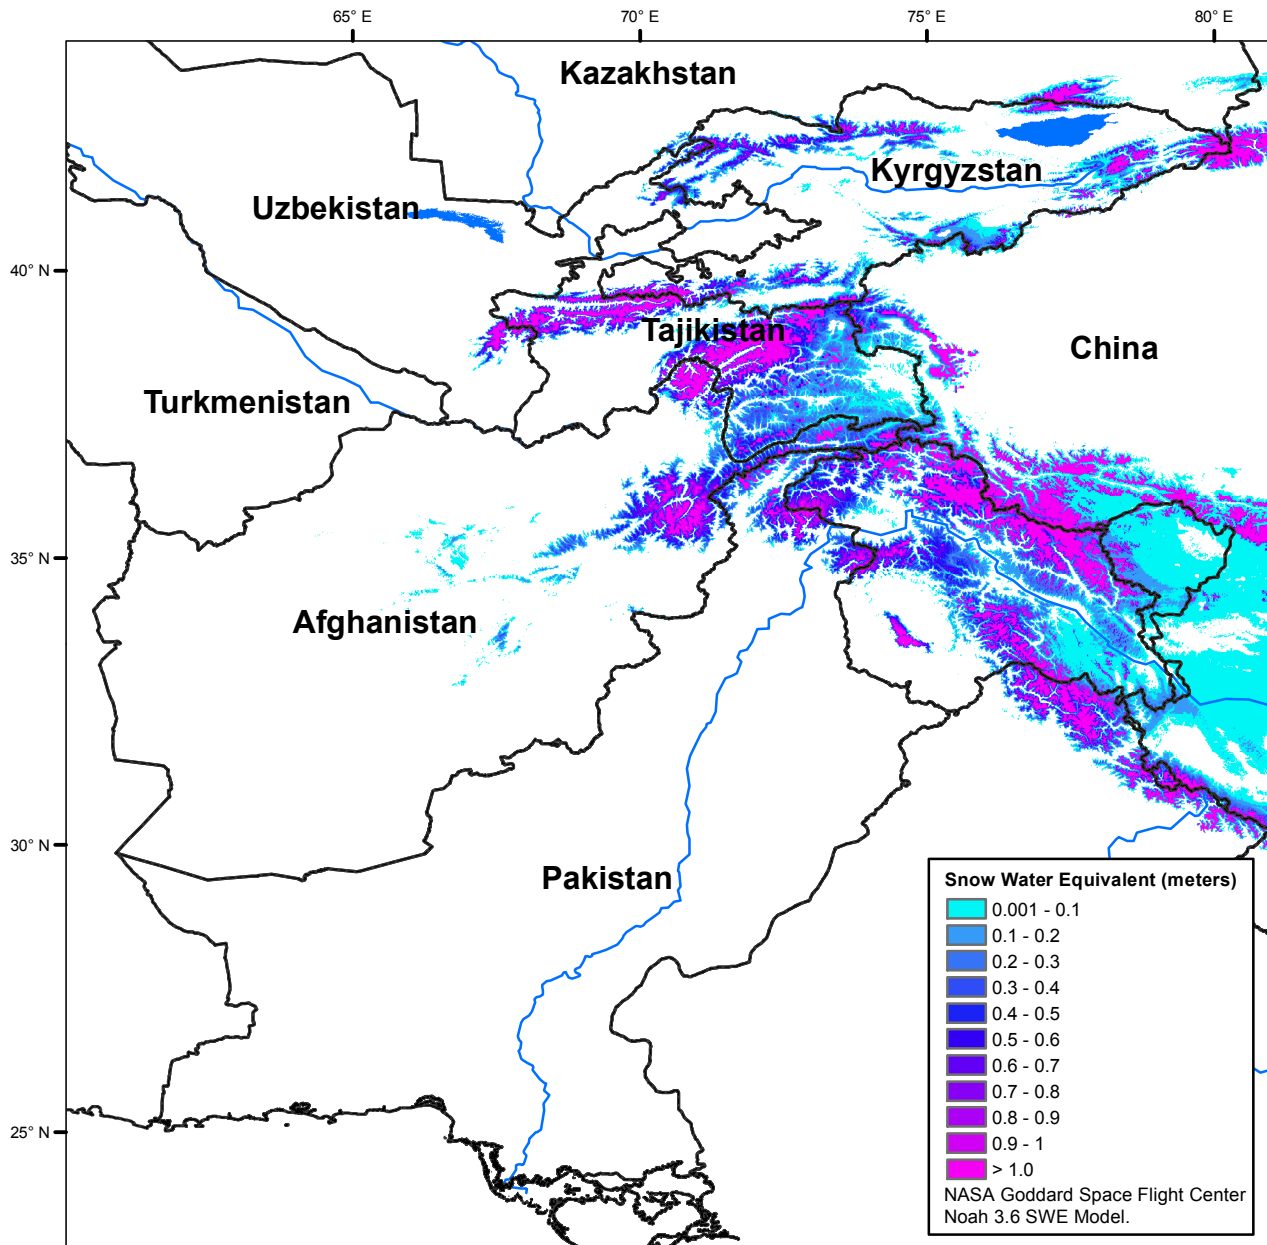 65° E 70° E 75° E 80° E
Kazakhstan
Kyrgyzstan
Uzbekistan
40° N
Tajikistan
China
Turkmenistan
35° N
Afghanistan
30° N
Pakistan
25° N
Snow Water Equivalent (meters)
0.001 - 0.1
0.1 - 0.2
0.2 - 0.3
0.3 - 0.4
0.4 - 0.5
0.5 - 0.6
0.6 - 0.7
0.7 - 0.8
0.8 - 0.9
0.9 - 1
> 1.0
NASA Goddard Space Flight Center
Noah 3.6 SWE Model.